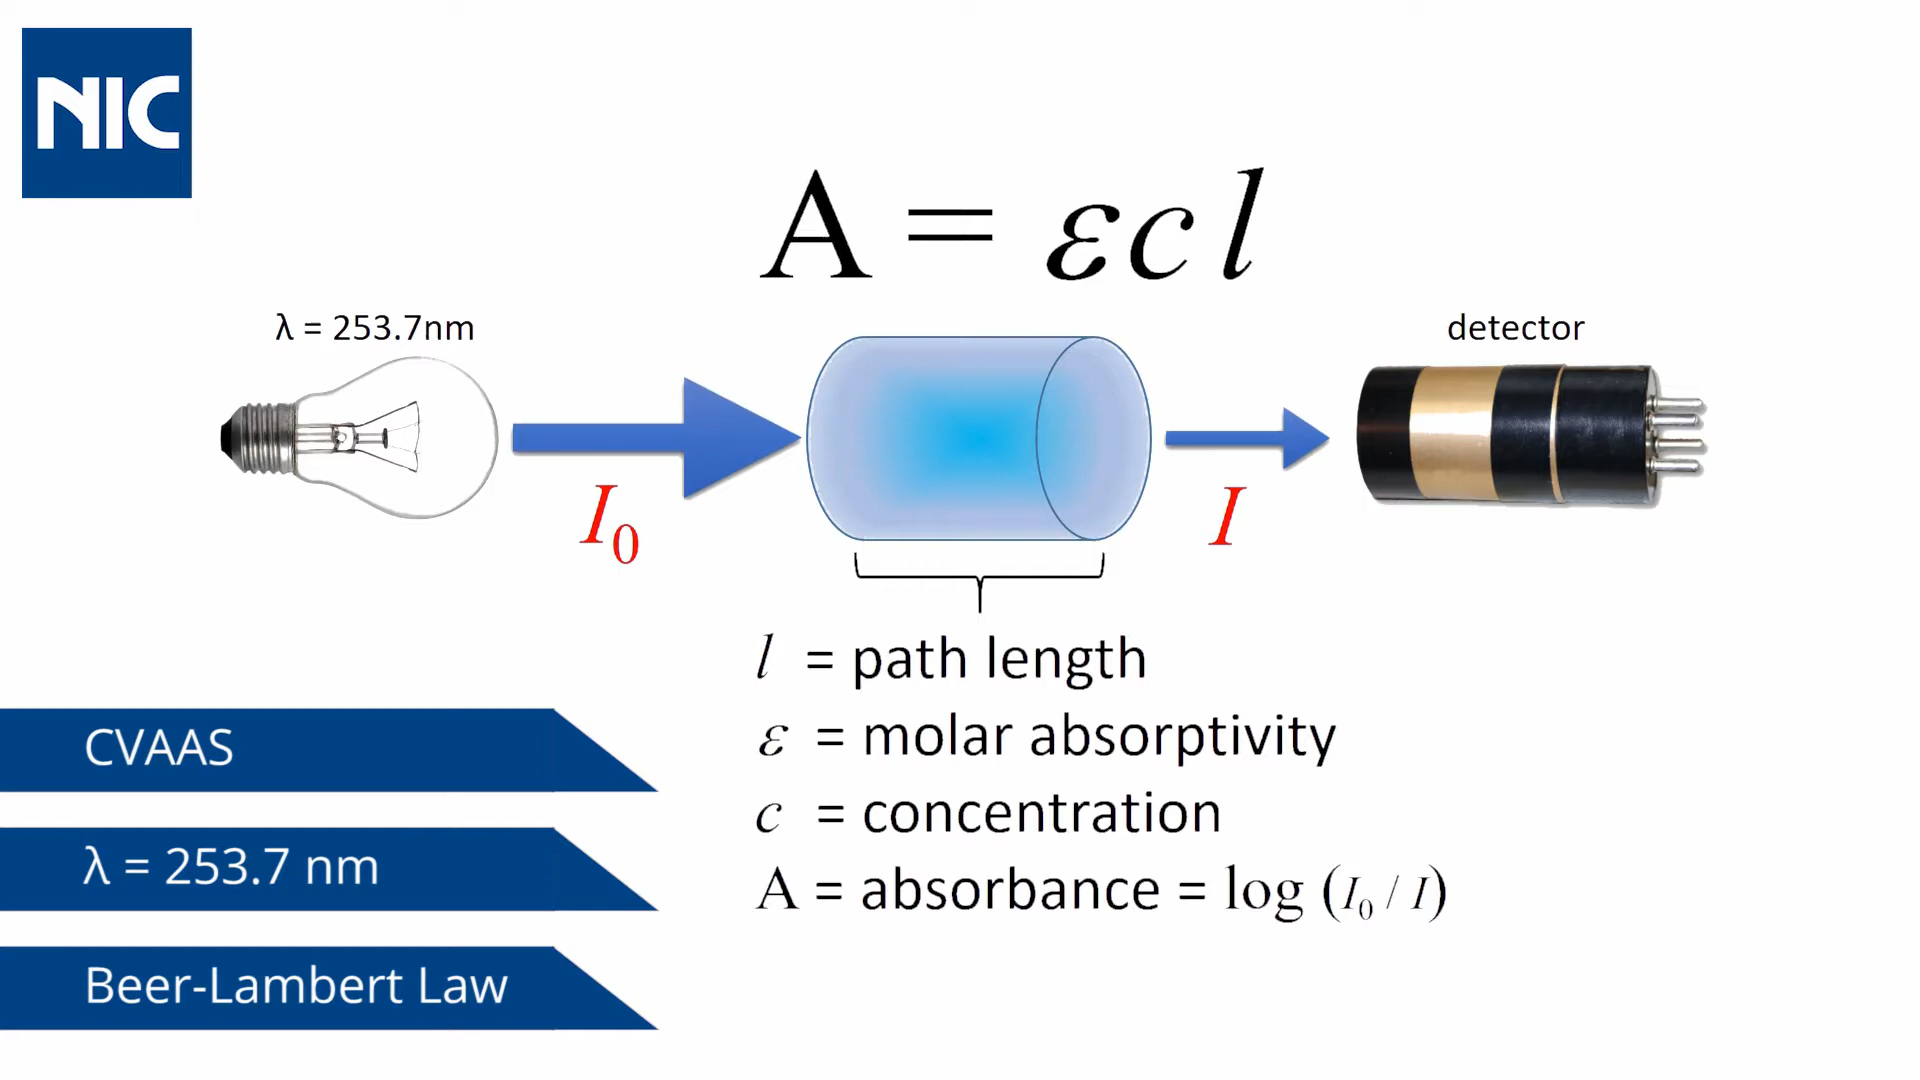 NIC
A = εcl
λ = 253.7nm
detector
I₀
I
l = path length
ε = molar absorptivity
c = concentration
A = absorbance = log (I₀ / I)
CVAAS
λ = 253.7 nm
Beer-Lambert Law